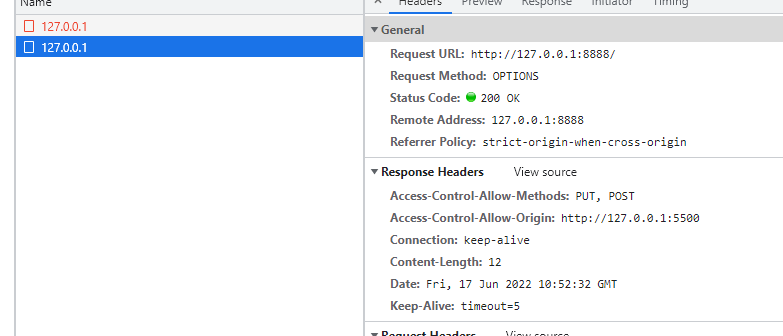 Name
Headers Preview Response Initiator Timing
127.0.0.1
127.0.0.1
General
Request URL: http://127.0.0.1:8888/
Request Method: OPTIONS
Status Code: 200 OK
Remote Address: 127.0.0.1:8888
Referrer Policy: strict-origin-when-cross-origin
Response Headers View source
Access-Control-Allow-Methods: PUT, POST
Access-Control-Allow-Origin: http://127.0.0.1:5500
Connection: keep-alive
Content-Length: 12
Date: Fri, 17 Jun 2022 10:52:32 GMT
Keep-Alive: timeout=5
Request Headers View source